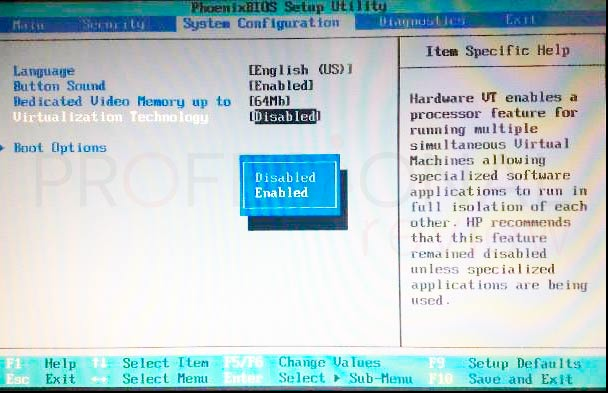 PhoenixBIOS Setup Utility
Main Security System Configuration Diagnostics Exit
Item Specific Help
Language [English (US)]
Button Sound [Enabled]
Dedicated Video Memory up to [64Mb]
Virtualization Technology [Disabled]
Boot Options
Disabled
Enabled
Hardware VT enables a
processor feature for
running multiple
simultaneous Virtual
Machines allowing
specialized software
applications to run in
full isolation of each
other. HP recommends
that this feature
remained disabled
unless specialized
applications are being
used.
F1 Help ↑↓ Select Item F5/F6 Change Values F9 Setup Defaults
Esc Exit ↔ Select Menu Enter Select ▶ Sub-Menu F10 Save and Exit